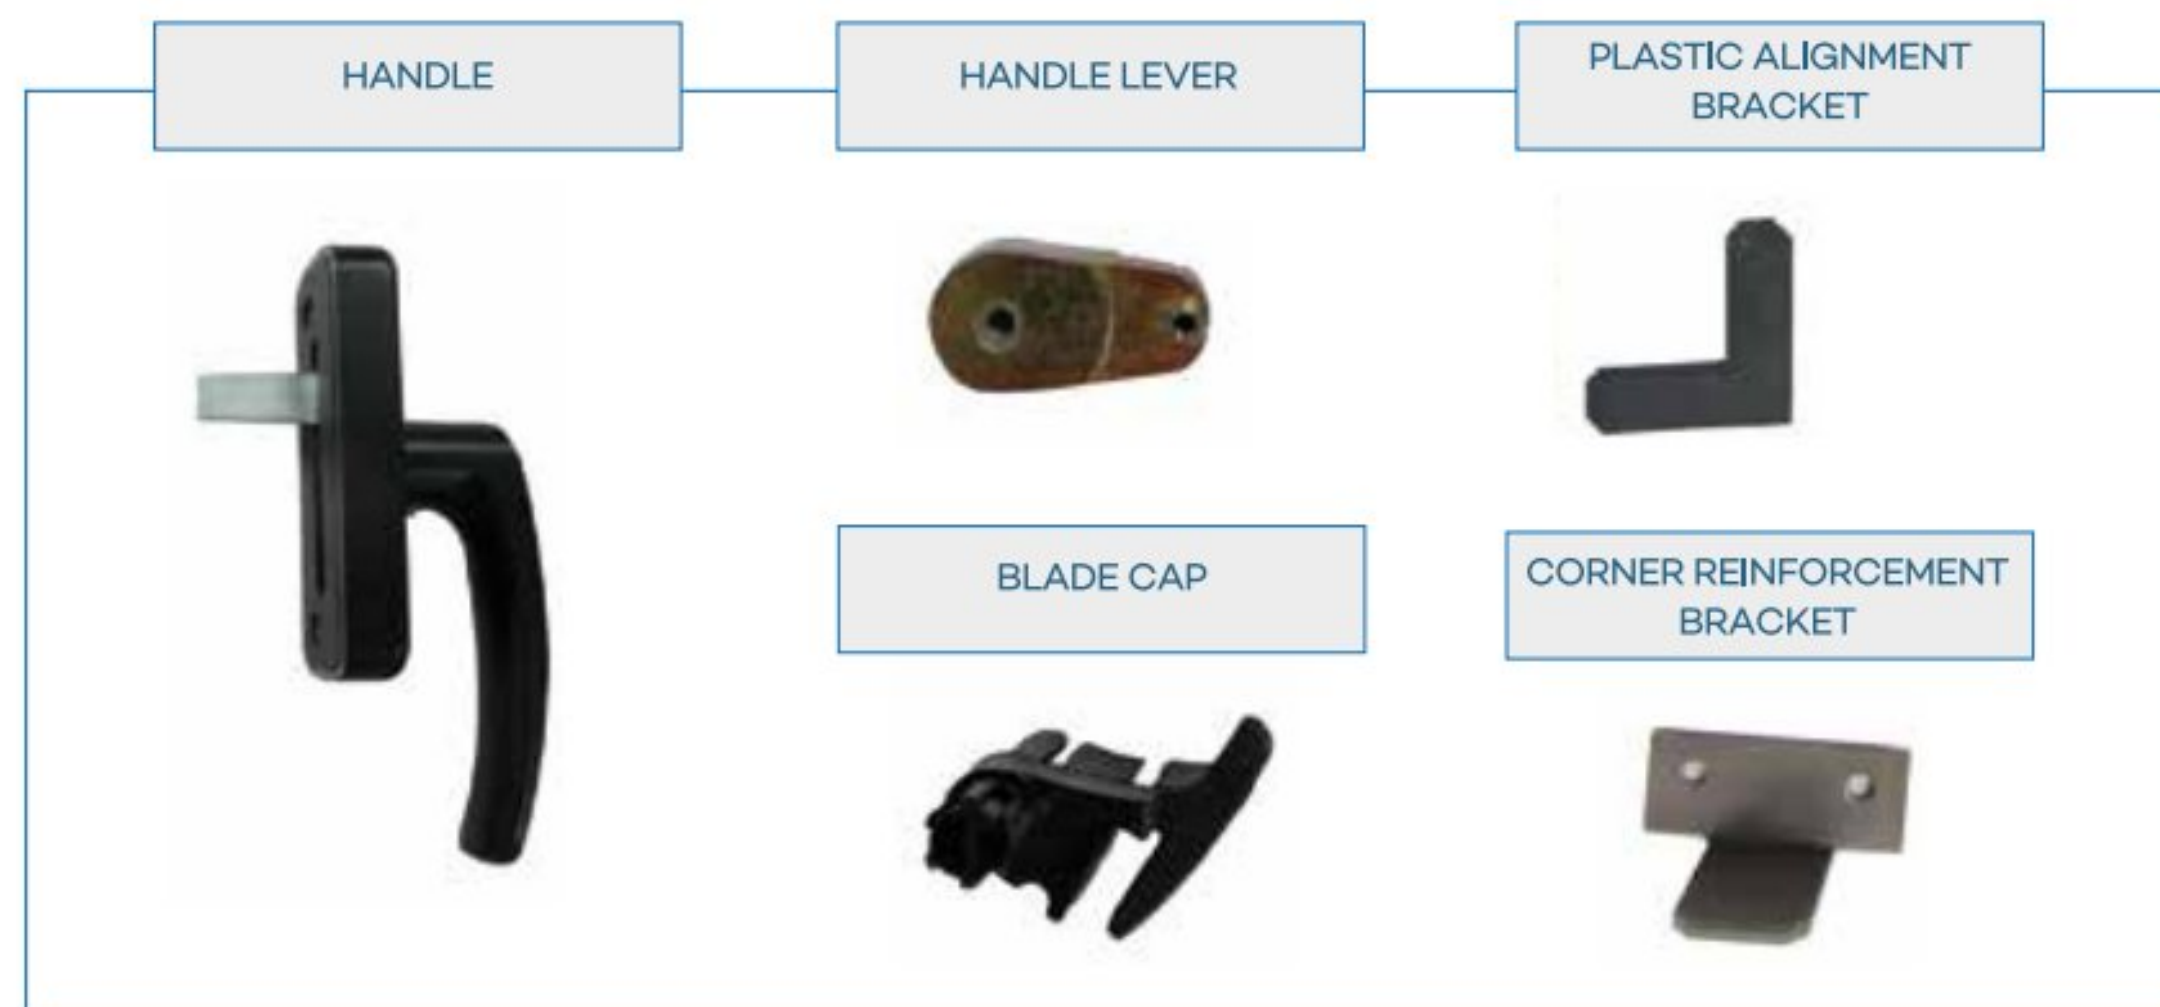 HANDLE
HANDLE LEVER
PLASTIC ALIGNMENT
BRACKET
BLADE CAP
CORNER REINFORCEMENT
BRACKET